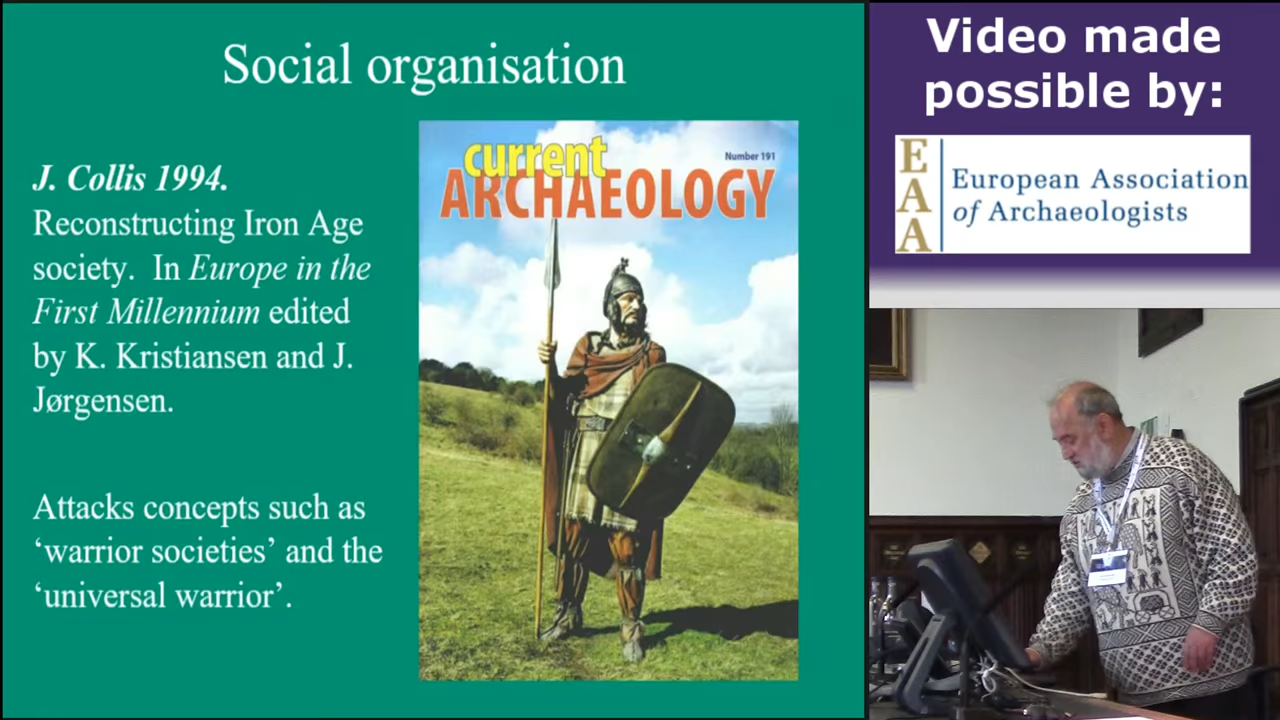 Social organisation
J. Collis 1994.
Reconstructing Iron Age
society. In Europe in the
First Millennium edited
by K. Kristiansen and J.
Jørgensen.
Attacks concepts such as
‘warrior societies’ and the
‘universal warrior’.
current
Number 191
ARCHAEOLOGY
Video made
possible by:
EAA
European Association
of Archaeologists